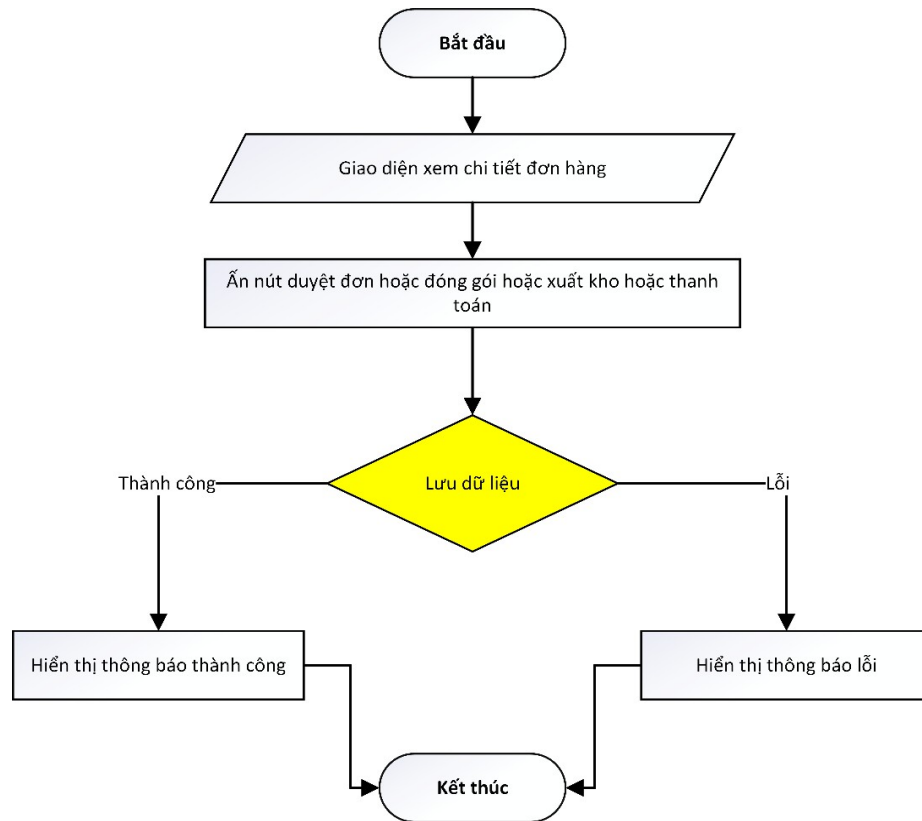 Bắt đầu
Giao diện xem chi tiết đơn hàng
Ấn nút duyệt đơn hoặc đóng gói hoặc xuất kho hoặc thanh
toán
Lưu dữ liệu
Thành công
Lỗi
Hiển thị thông báo thành công
Hiển thị thông báo lỗi
Kết thúc